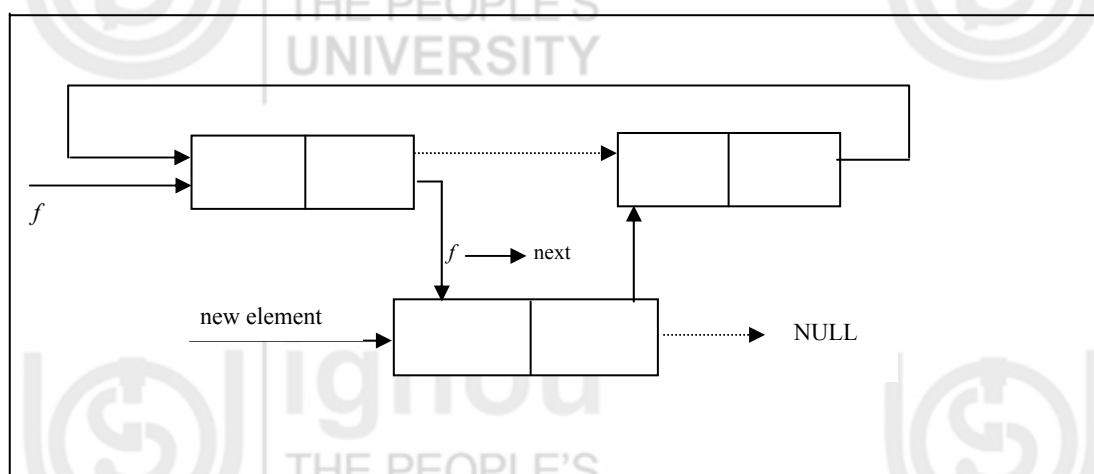 THE PEOPLE'S
UNIVERSITY
f
f next
new element
NULL
ignou
THE PEOPLE'S